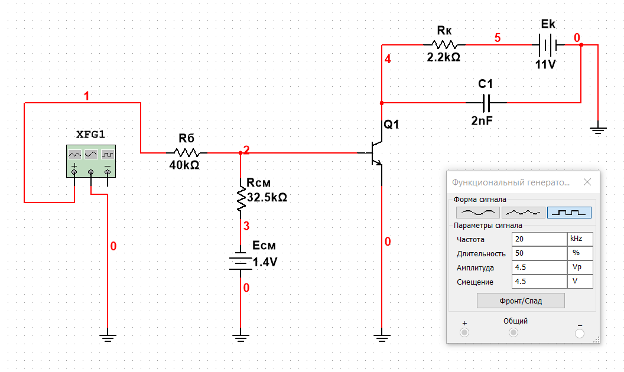 Rк
2.2kΩ
5
Ek
11V
0
4
C1
2nF
1
XFG1
+
−
Rб
40kΩ
2
Q1
Rсм
32.5kΩ
3
Eсм
1.4V
0
0
0
Функциональный генерато...
Форма сигнала
Параметры сигнала
Частота 20 kHz
Длительность 50 %
Амплитуда 4.5 Vp
Смещение 4.5 V
Фронт/Спад
+ Общий −